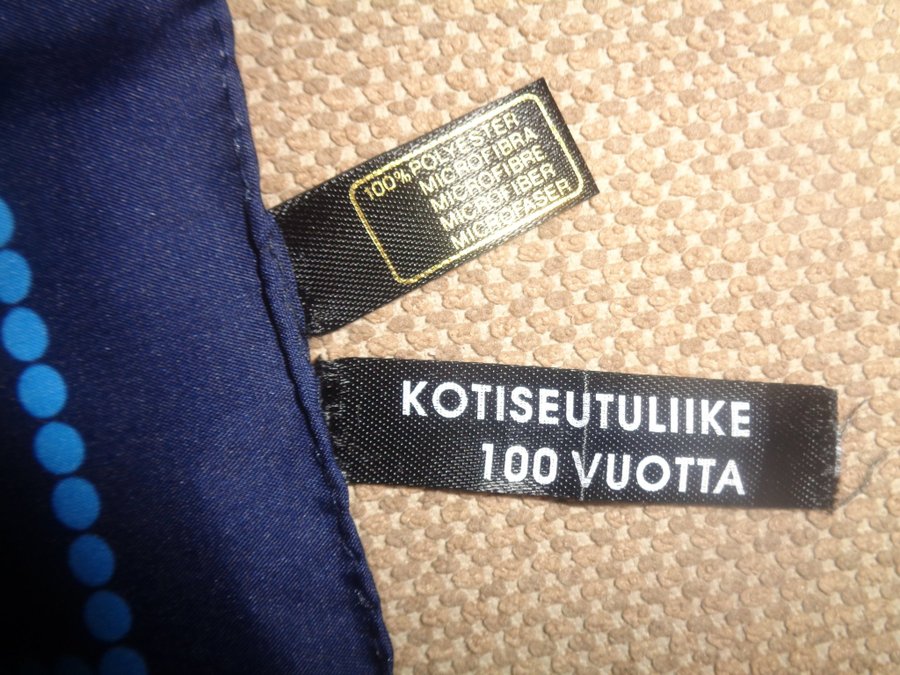 100% POLYESTER
MICROFIBRA
MICROFIBRE
MICROFIBER
MICROFASER
KOTISEUTULIIKE
100 VUOTTA